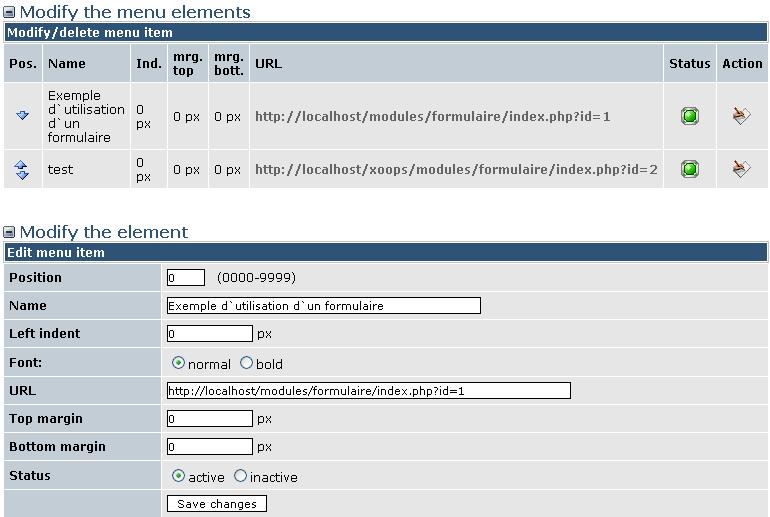 Modify the menu elements
Modify/delete menu item
Pos. Name Ind. mrg. top mrg. bott. URL Status Action
Exemple d`utilisation d`un formulaire 0 px 0 px 0 px http://localhost/modules/formulaire/index.php?id=1
test 0 px 0 px 0 px http://localhost/xoops/modules/formulaire/index.php?id=2
Modify the element
Edit menu item
Position 0 (0000-9999)
Name Exemple d`utilisation d`un formulaire
Left indent 0 px
Font: normal bold
URL http://localhost/modules/formulaire/index.php?id=1
Top margin 0 px
Bottom margin 0 px
Status active inactive
Save changes